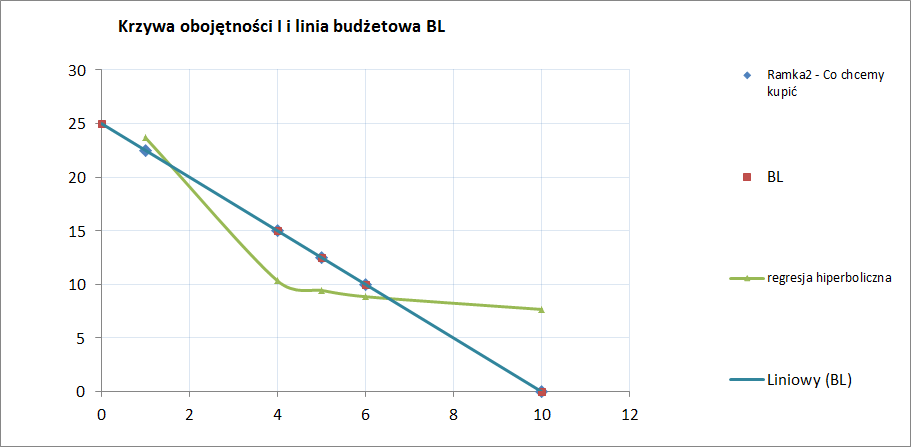 Krzywa obojętności I i linia budżetowa BL
30
25
20
15
10
5
0
0 2 4 6 8 10 12
Ramka2 - Co chcemy
kupić
BL
regresja hiperboliczna
Liniowy (BL)